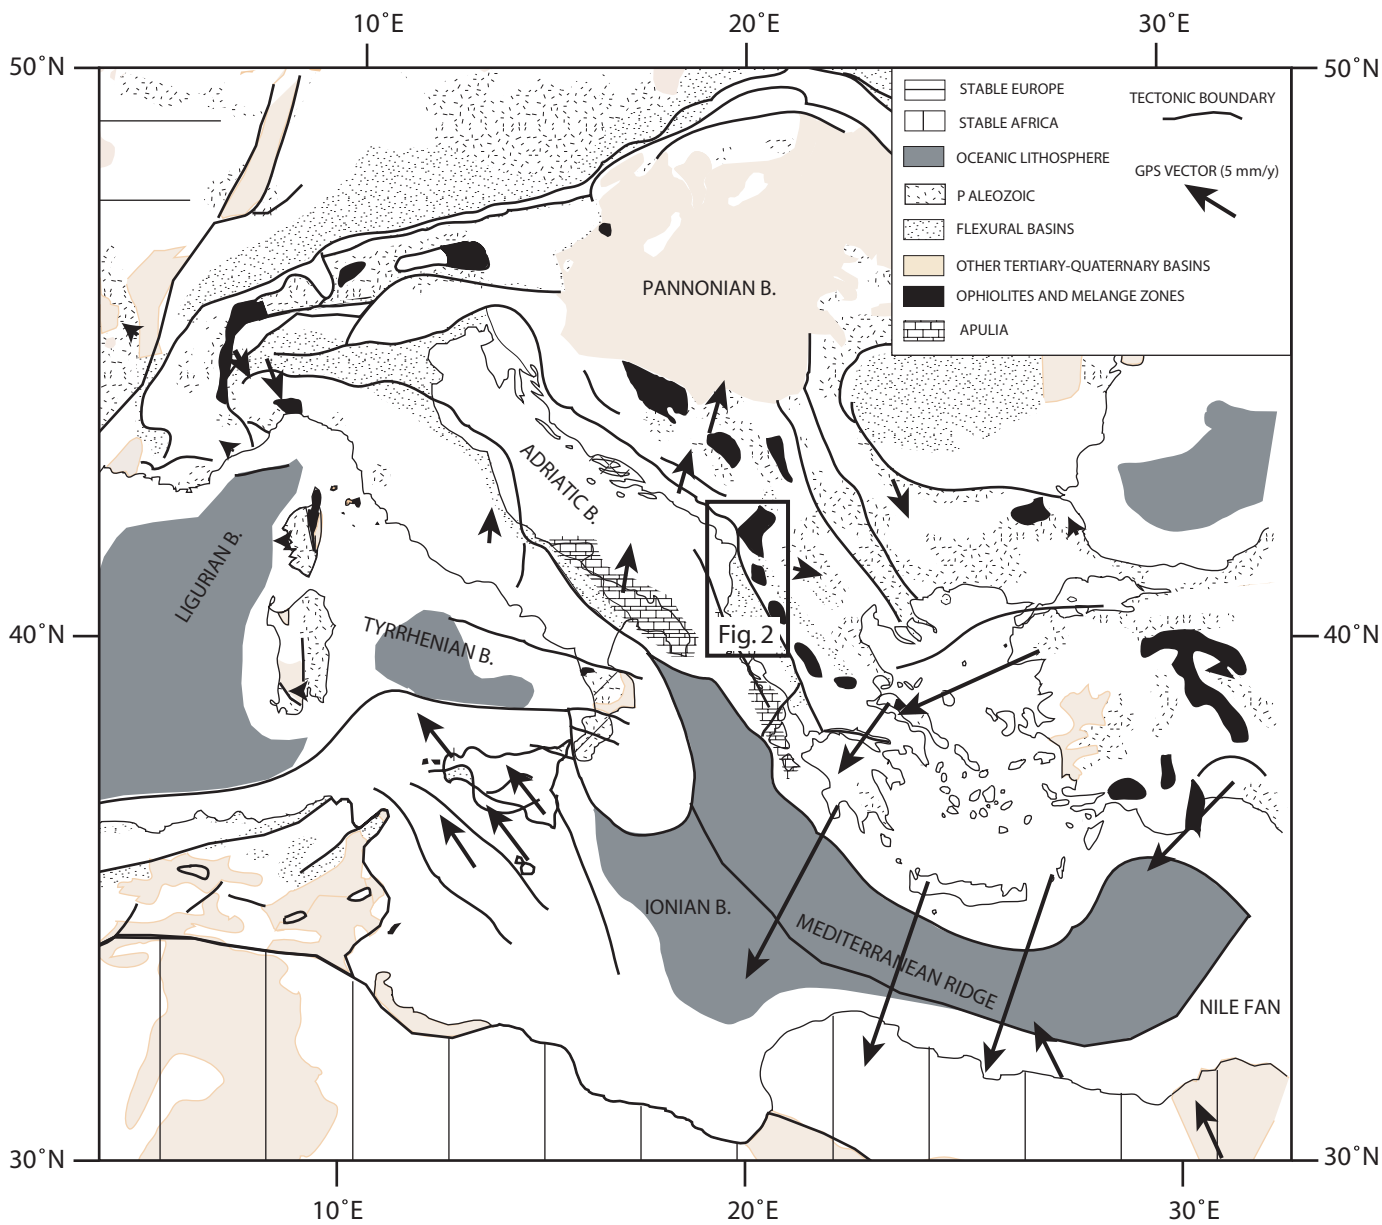 10˚E
20˚E
30˚E
50˚N
50˚N
STABLE EUROPE
STABLE AFRICA
OCEANIC LITHOSPHERE
P ALEOZOIC
FLEXURAL BASINS
OTHER TERTIARY-QUATERNARY BASINS
OPHIOLITES AND MELANGE ZONES
APULIA
TECTONIC BOUNDARY
GPS VECTOR (5 mm/y)
PANNONIAN B.
ADRIATIC B.
LIGURIAN B.
TYRRHENIAN B.
Fig.2
40˚N
40˚N
IONIAN B.
MEDITERRANEAN RIDGE
NILE FAN
30˚N
30˚N
10˚E
20˚E
30˚E